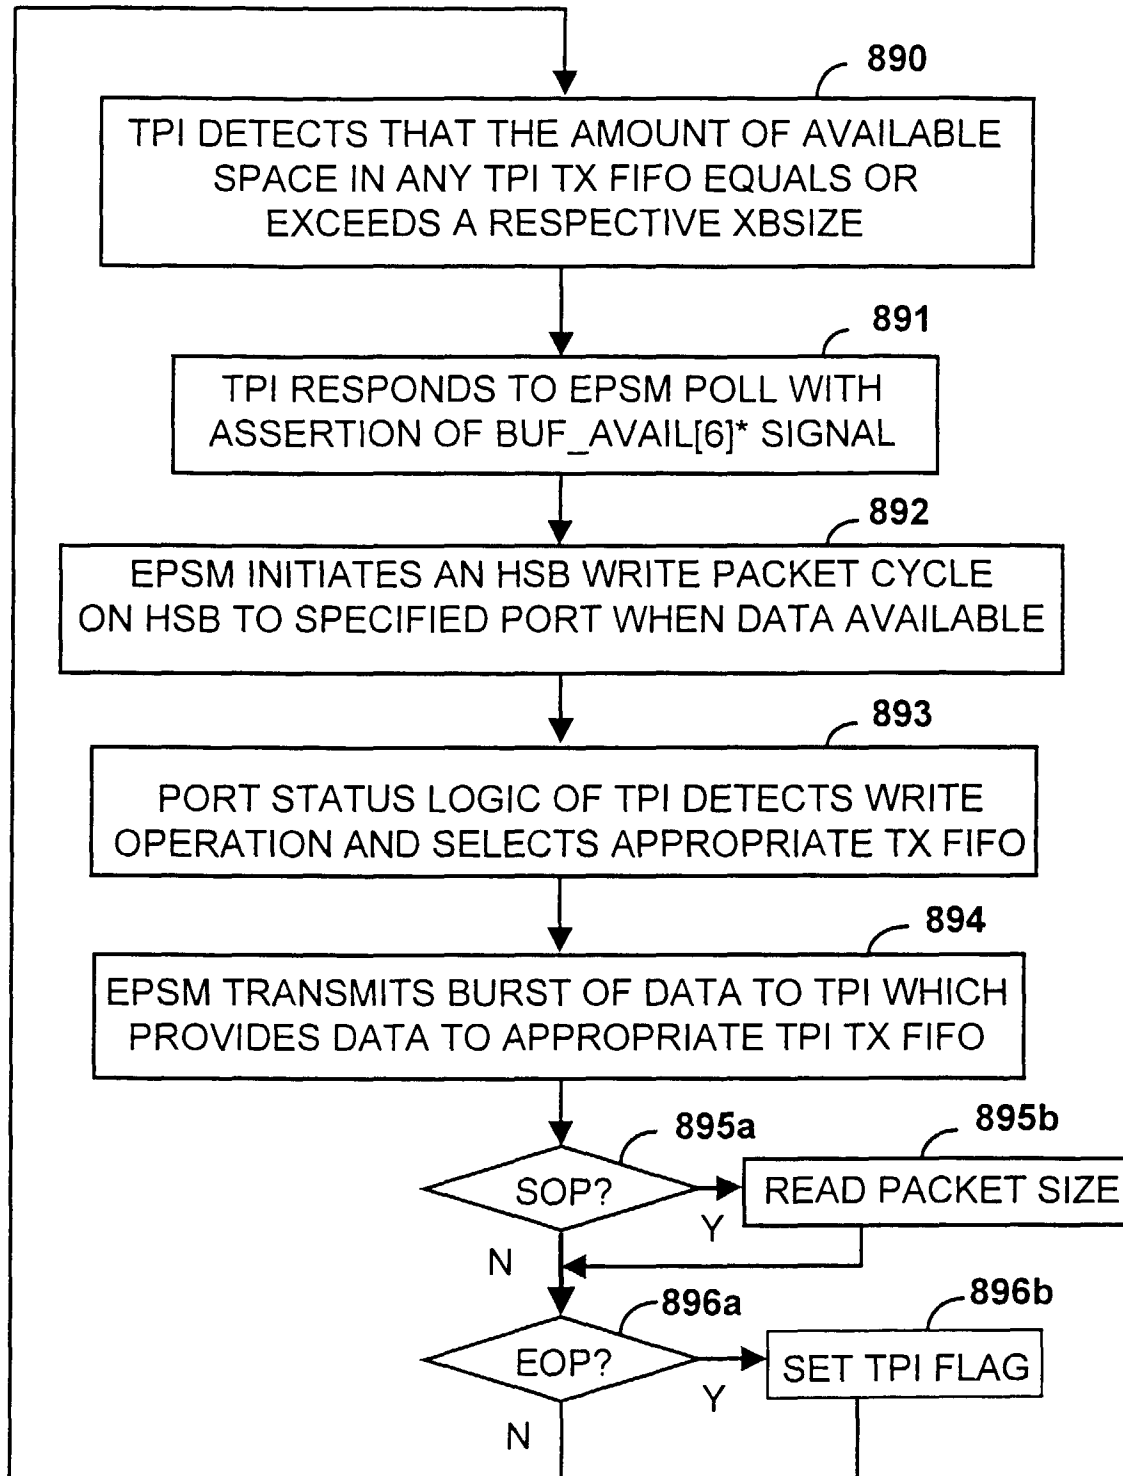 890
TPI DETECTS THAT THE AMOUNT OF AVAILABLE
SPACE IN ANY TPI TX FIFO EQUALS OR
EXCEEDS A RESPECTIVE XBSIZE
891
TPI RESPONDS TO EPSM POLL WITH
ASSERTION OF BUF_AVAIL[6]* SIGNAL
892
EPSM INITIATES AN HSB WRITE PACKET CYCLE
ON HSB TO SPECIFIED PORT WHEN DATA AVAILABLE
893
PORT STATUS LOGIC OF TPI DETECTS WRITE
OPERATION AND SELECTS APPROPRIATE TX FIFO
894
EPSM TRANSMITS BURST OF DATA TO TPI WHICH
PROVIDES DATA TO APPROPRIATE TPI TX FIFO
895a
895b
SOP?
READ PACKET SIZE
Y
N
896a
896b
EOP?
SET TPI FLAG
Y
N